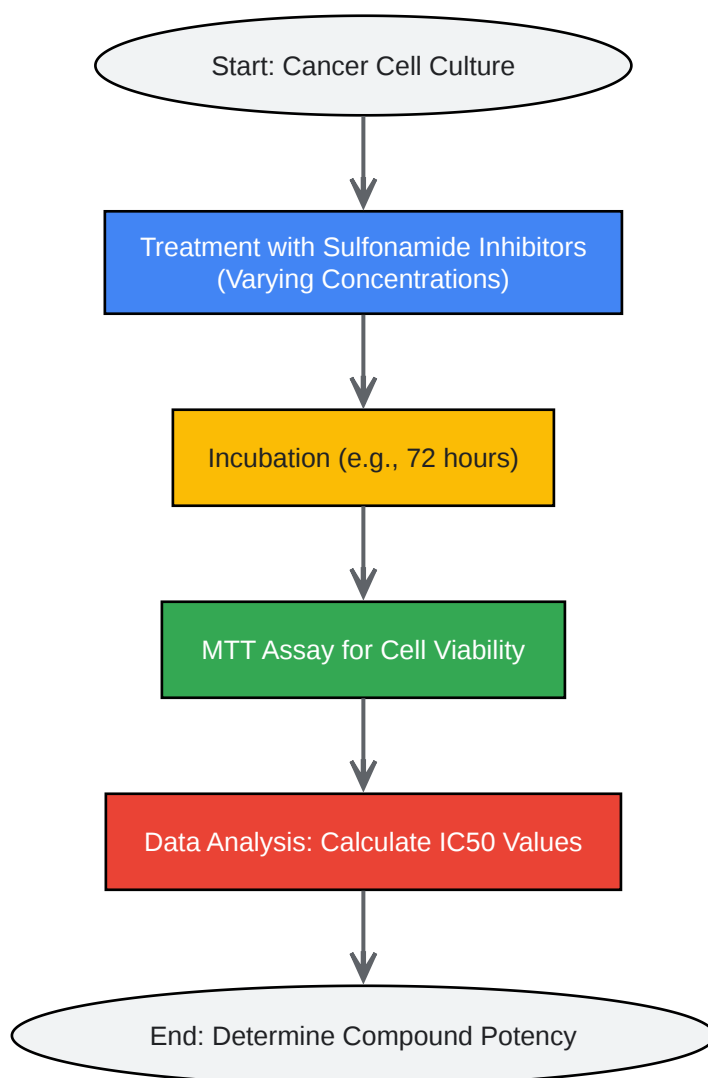 Start: Cancer Cell Culture
Treatment with Sulfonamide Inhibitors
(Varying Concentrations)
Incubation (e.g., 72 hours)
MTT Assay for Cell Viability
Data Analysis: Calculate IC50 Values
End: Determine Compound Potency